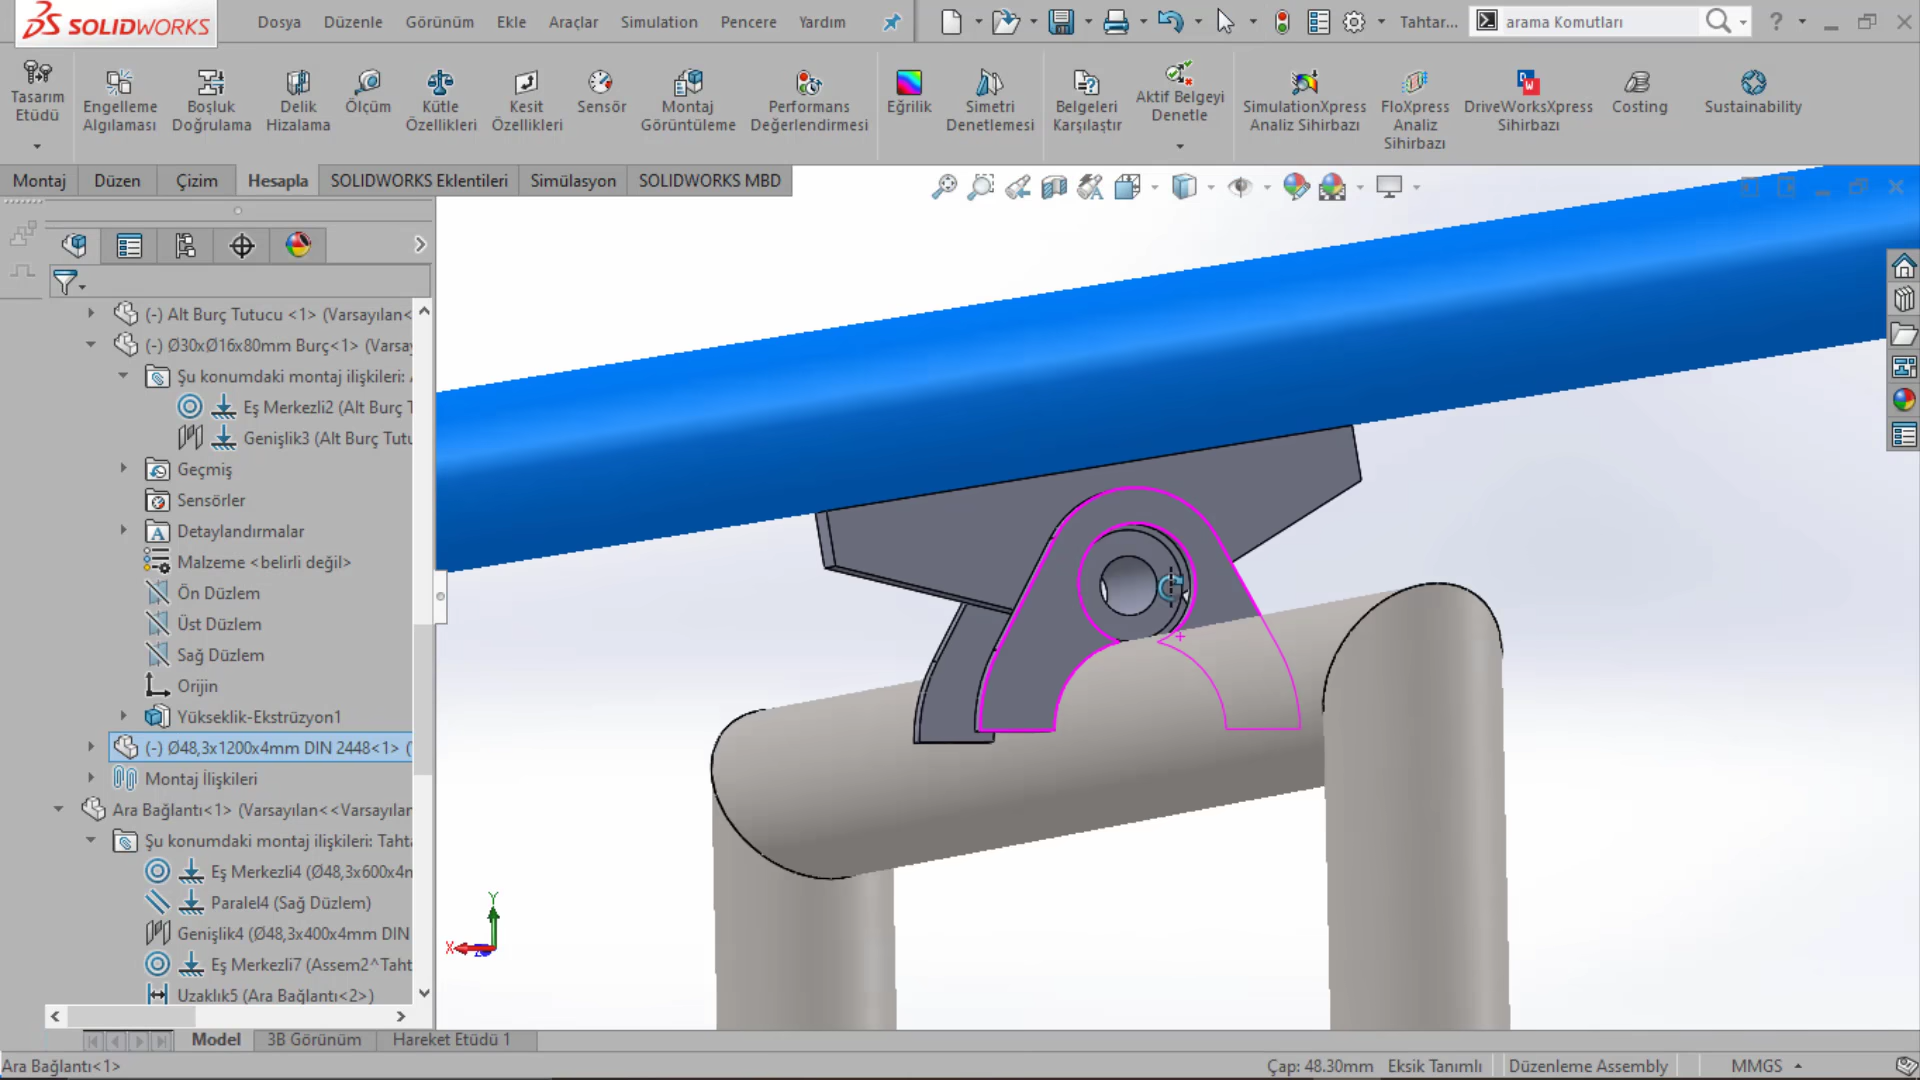 SOLIDWORKS
Dosya Düzenle Görünüm Ekle Araçlar Simulation Pencere Yardım
Tahtar... arama Komutları
Tasarım Etüdü
Engelleme Algılaması
Boşluk Doğrulama
Delik Hizalama
Ölçüm
Kütle Özellikleri
Kesit Özellikleri
Sensör
Montaj Görüntüleme
Performans Değerlendirmesi
Eğrilik
Simetri Denetlemesi
Belgeleri Karşılaştır
Aktif Belgeyi Denetle
SimulationXpress Analiz Sihirbazı
FloXpress Analiz Sihirbazı
DriveWorksXpress Sihirbazı
Costing
Sustainability
Montaj Düzen Çizim Hesapla SOLIDWORKS Eklentileri Simülasyon SOLIDWORKS MBD
(-) Alt Burç Tutucu <1> (Varsayılan<
(-) Ø30xØ16x80mm Burç<1> (Varsay
Şu konumdaki montaj ilişkileri:
Eş Merkezli2 (Alt Burç T
Genişlik3 (Alt Burç Tutu
Geçmiş
Sensörler
Detaylandırmalar
Malzeme <belirli değil>
Ön Düzlem
Üst Düzlem
Sağ Düzlem
Orijin
Yükseklik-Ekstrüzyon1
(-) Ø48,3x1200x4mm DIN 2448<1> (
Montaj İlişkileri
Ara Bağlantı<1> (Varsayılan<<Varsayılar
Şu konumdaki montaj ilişkileri: Tahta
Eş Merkezli4 (Ø48,3x600x4m
Paralel4 (Sağ Düzlem)
Genişlik4 (Ø48,3x400x4mm DIN
Eş Merkezli7 (Assem2^Taht
Uzaklık5 (Ara Bağlantı<2>)
Y
X
Z
Model 3B Görünüm Hareket Etüdü 1
Ara Bağlantı<1> Çap: 48.30mm Eksik Tanımlı Düzenleme Assembly MMGS